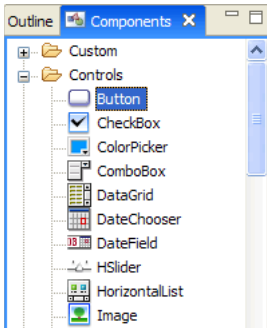 Outline Components
Custom
Controls
Button
CheckBox
ColorPicker
ComboBox
DataGrid
DateChooser
DateField
HSlider
HorizontalList
Image